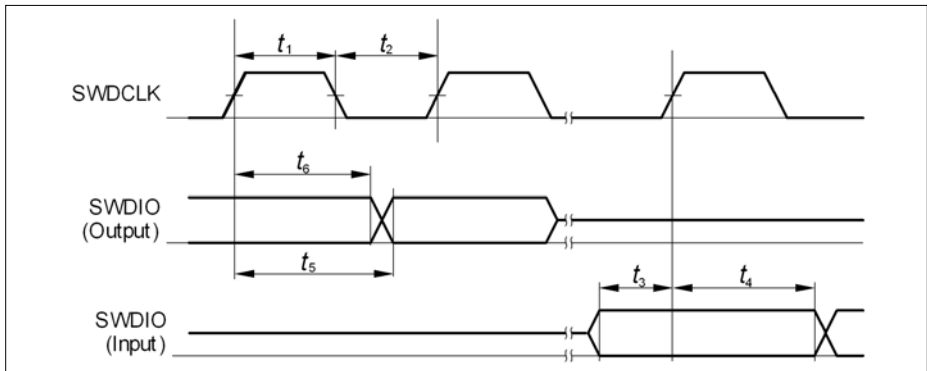 t1 t2
SWDCLK
t6
SWDIO
(Output)
t5
t3 t4
SWDIO
(Input)